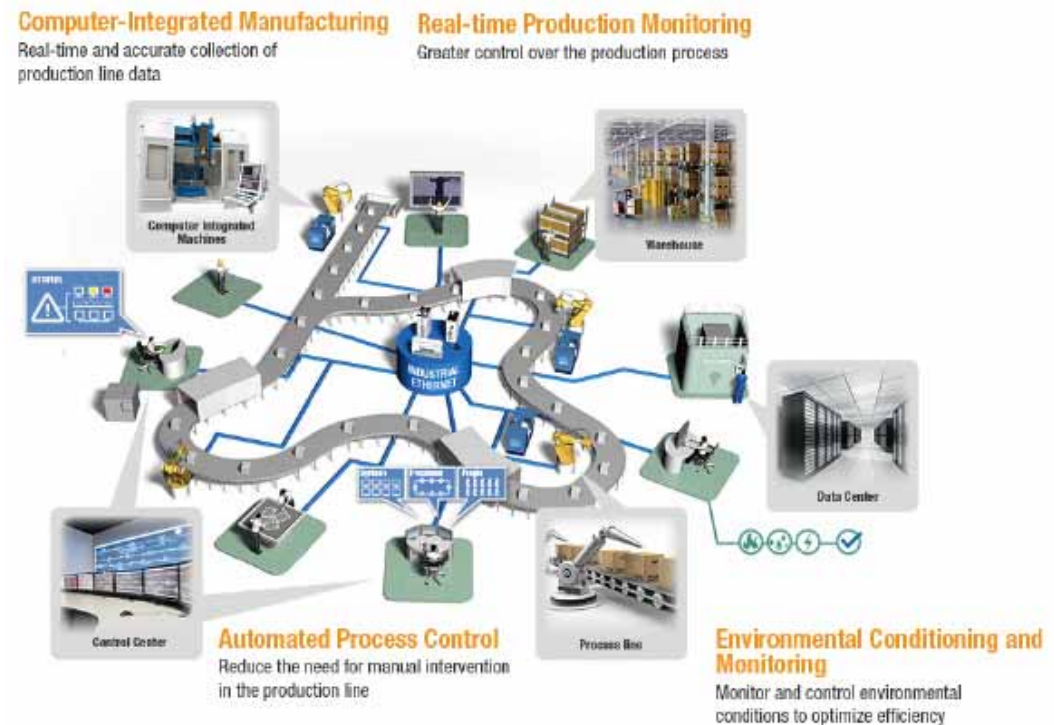 Computer-Integrated Manufacturing
Real-time and accurate collection of
production line data
Real-time Production Monitoring
Greater control over the production process
Computer Integrated
Machines
Warehouse
STATUS
INDUSTRIAL
ETHERNET
Data Center
Control Center
Process line
Automated Process Control
Reduce the need for manual intervention
in the production line
Environmental Conditioning and
Monitoring
Monitor and control environmental
conditions to optimize efficiency